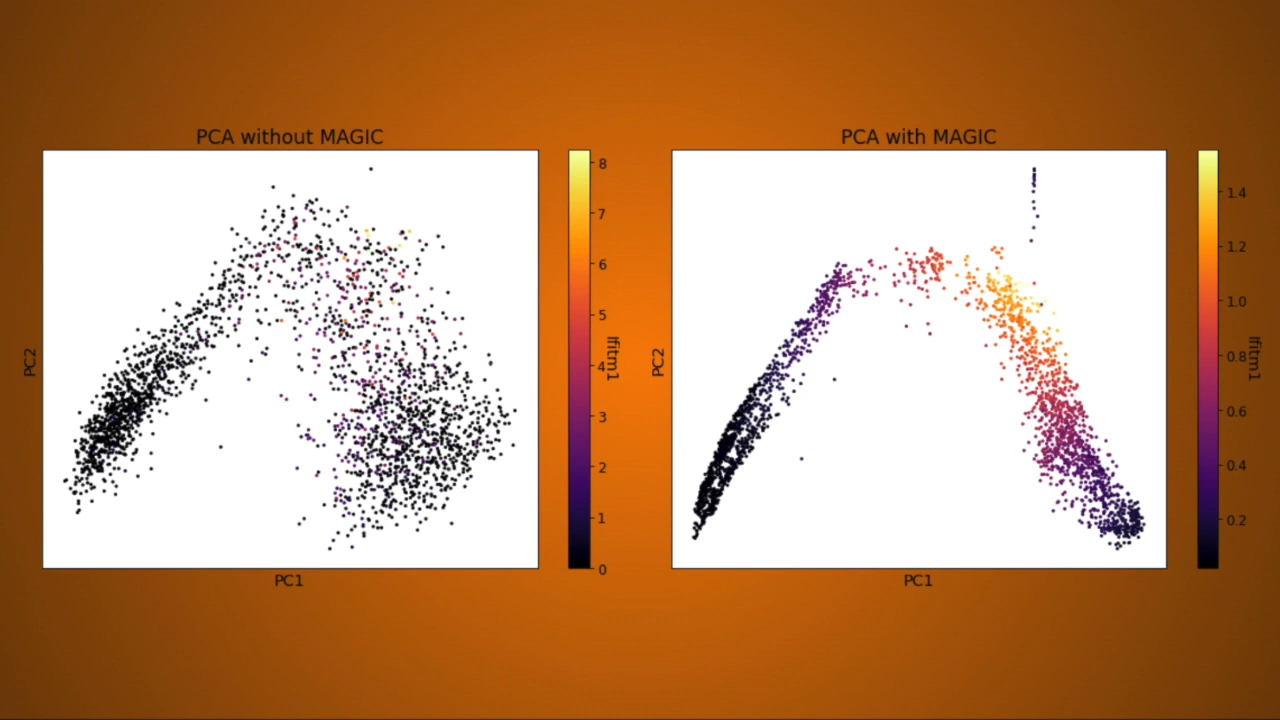 PCA without MAGIC
PC2
PC1
8
7
6
5
4
3
2
1
0
Ifitm1
PCA with MAGIC
PC2
PC1
1.4
1.2
1.0
0.8
0.6
0.4
0.2
Ifitm1